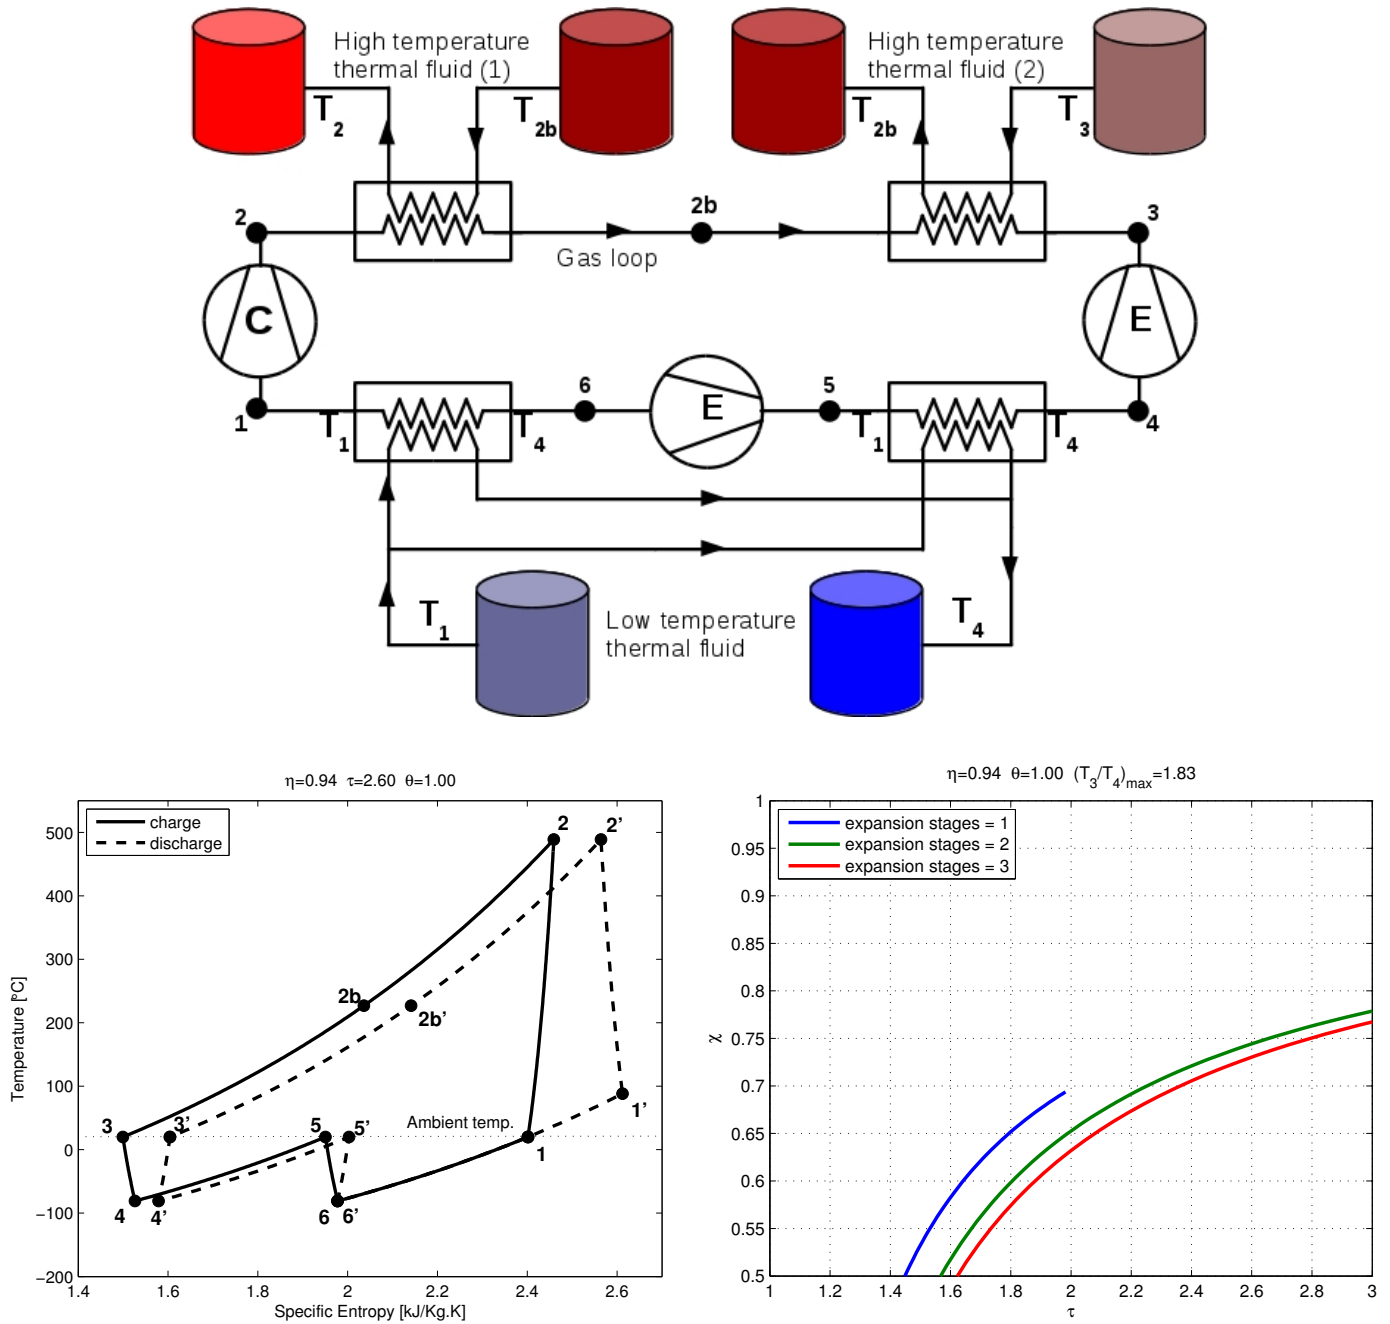 High temperature
thermal fluid (1)
High temperature
thermal fluid (2)
T2
T2b
T2b
T3
2
2b
3
Gas loop
C
E
6
E
5
1
T1
T4
T1
T4
4
T1
Low temperature
thermal fluid
T4
η=0.94 τ=2.60 θ=1.00
charge
discharge
500
400
300
200
100
0
−100
−200
1.4
1.6
1.8
2
2.2
2.4
2.6
Temperature [ºC]
Specific Entropy [kJ/Kg.K]
2
2'
2b
2b'
1'
3
3'
5
5'
Ambient temp.
1
4
4'
6
6'
η=0.94 θ=1.00 (T3/T4)max=1.83
expansion stages = 1
expansion stages = 2
expansion stages = 3
1
0.95
0.9
0.85
0.8
0.75
0.7
0.65
0.6
0.55
0.5
χ
1
1.2
1.4
1.6
1.8
2
2.2
2.4
2.6
2.8
3
τ